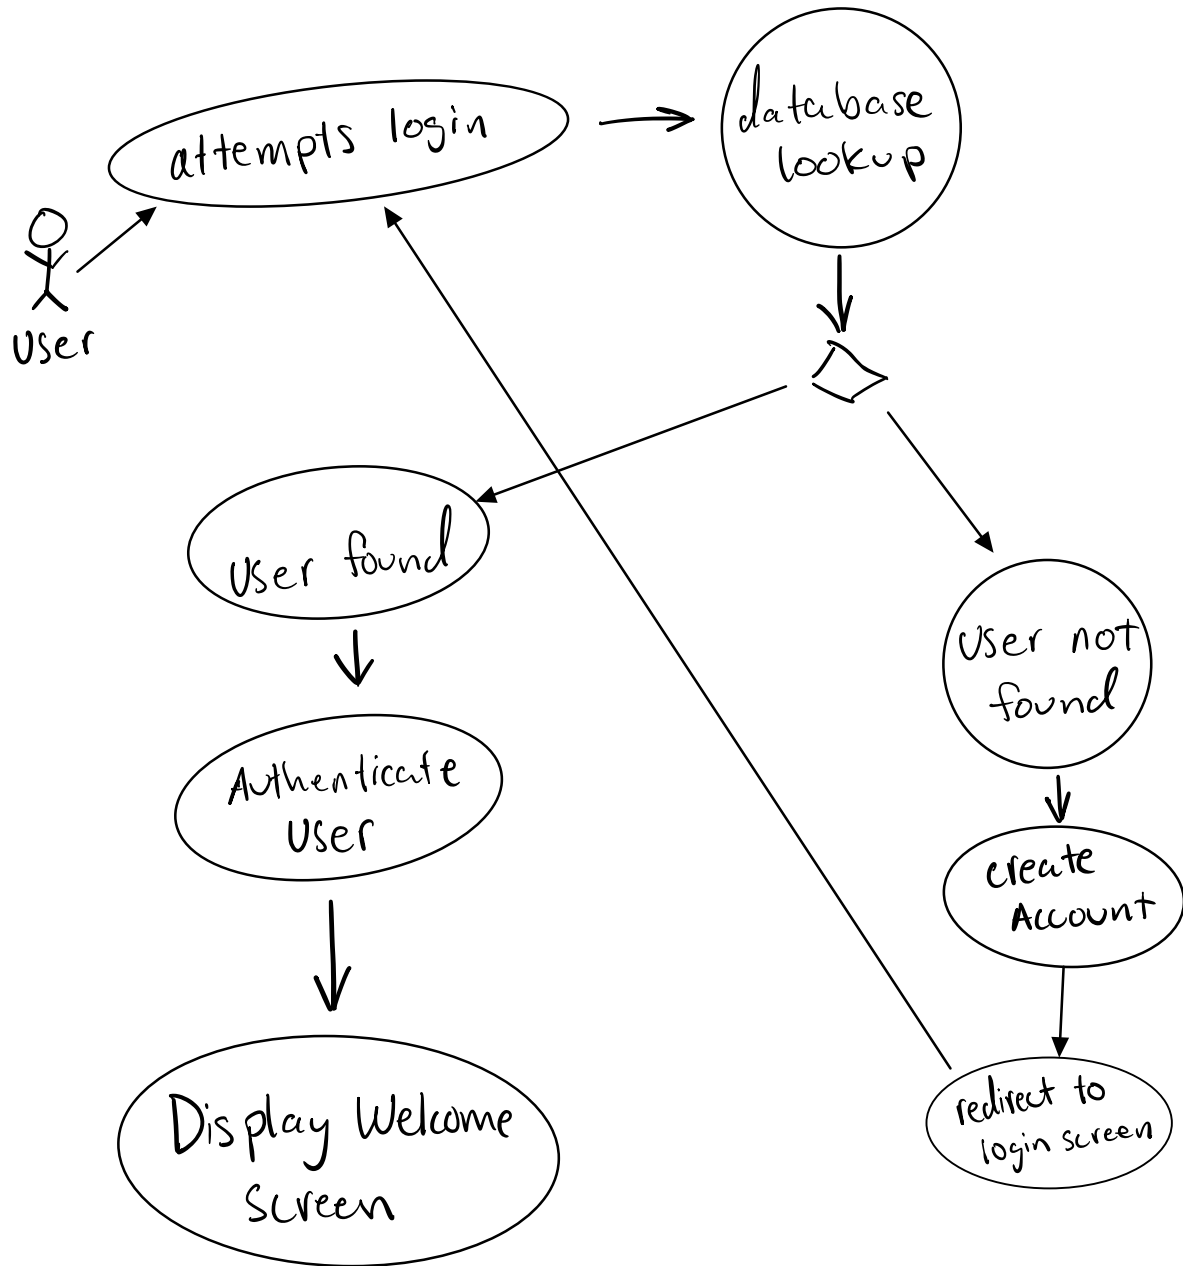 attempts login
database
lookup
User
User found
User not
found
Authenticate
User
create
Account
redirect to
login screen
Display Welcome
screen